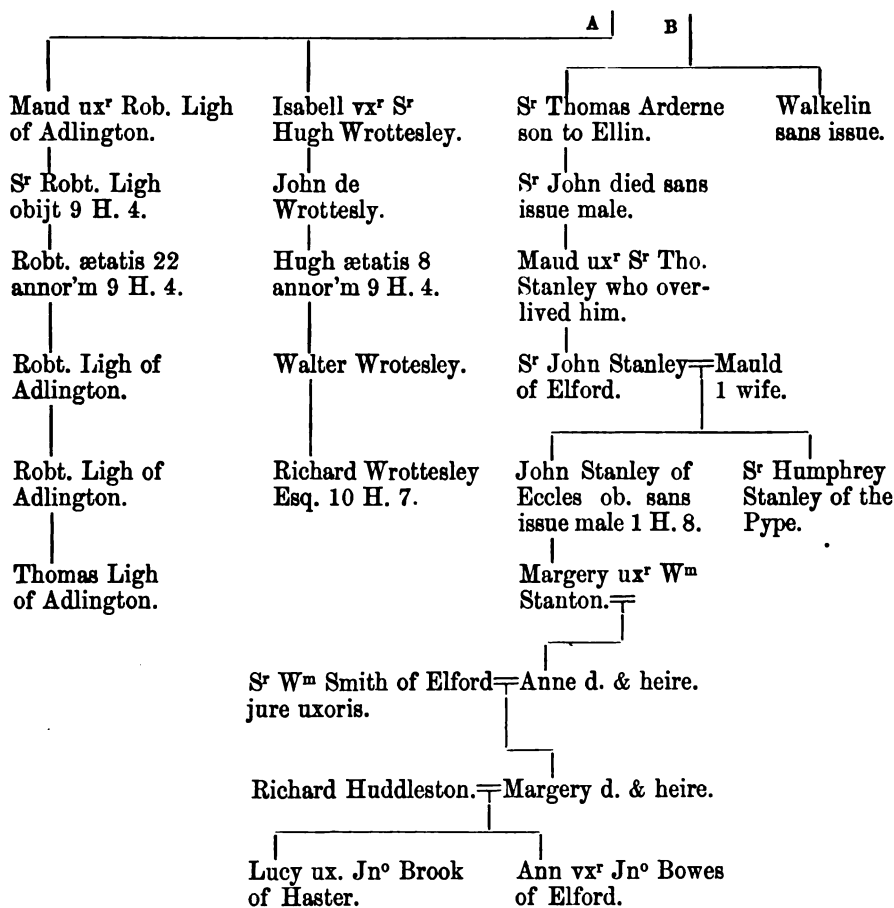 A B
Maud uxʳ Rob. Ligh
of Adlington.
Isabell vxʳ Sʳ
Hugh Wrottesley.
Sʳ Thomas Arderne
son to Ellin.
Walkelin
sans issue.
Sʳ Robt. Ligh
obijt 9 H. 4.
John de
Wrottesly.
Sʳ John died sans
issue male.
Robt. ætatis 22
annor'm 9 H. 4.
Hugh ætatis 8
annor'm 9 H. 4.
Maud uxʳ Sʳ Tho.
Stanley who over-
lived him.
Robt. Ligh of
Adlington.
Walter Wrotesley.
Sʳ John Stanley
of Elford.
Mauld
1 wife.
Robt. Ligh of
Adlington.
Richard Wrottesley
Esq. 10 H. 7.
John Stanley of
Eccles ob. sans
issue male 1 H. 8.
Sʳ Humphrey
Stanley of the
Pype.
Thomas Ligh
of Adlington.
Margery uxʳ Wᵐ
Stanton.
Sʳ Wᵐ Smith of Elford
jure uxoris.
Anne d. & heire.
Richard Huddleston.
Margery d. & heire.
Lucy ux. Jnᵒ Brook
of Haster.
Ann vxʳ Jnᵒ Bowes
of Elford.